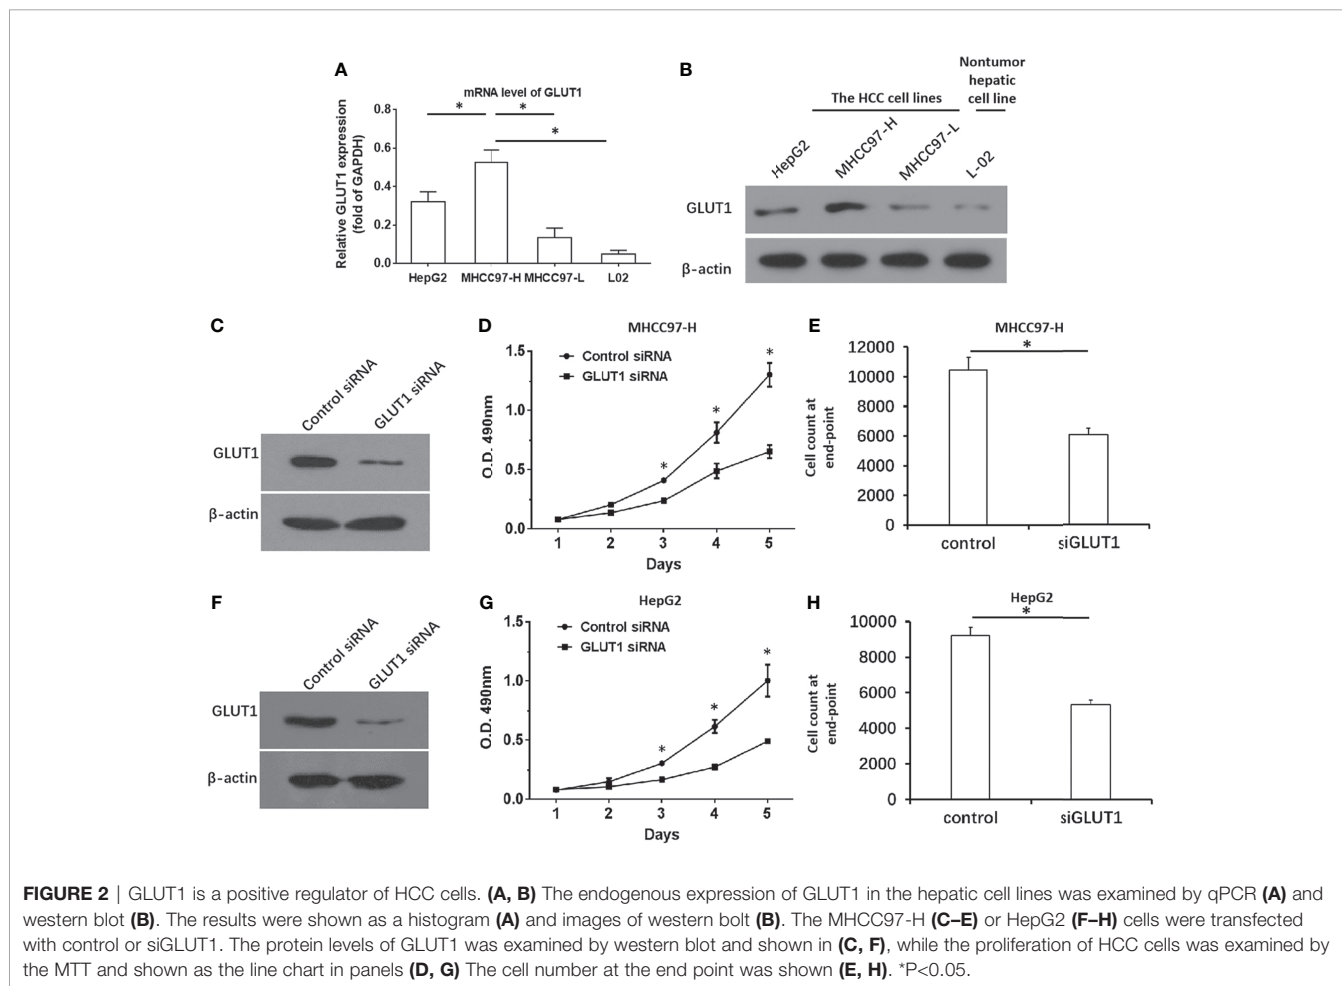 A
mRNA level of GLUT1
Relative GLUT1 expression
(fold of GAPDH)
0.8
0.6
0.4
0.2
0.0
* *
*
HepG2 MHCC97-H MHCC97-L L02
B
Nontumor
hepatic
cell line
The HCC cell lines
HepG2 MHCC97-H MHCC97-L L-02
GLUT1
β-actin
C
Control siRNA GLUT1 siRNA
GLUT1
β-actin
D
MHCC97-H
Control siRNA
GLUT1 siRNA
O.D. 490nm
1.5
1.0
0.5
0.0
* * *
1 2 3 4 5
Days
E
MHCC97-H
*
Cell count at
end-point
12000
10000
8000
6000
4000
2000
0
control siGLUT1
F
Control siRNA GLUT1 siRNA
GLUT1
β-actin
G
HepG2
Control siRNA
GLUT1 siRNA
O.D. 490nm
1.5
1.0
0.5
0.0
* * *
1 2 3 4 5
Days
H
HepG2
*
Cell count at
end-point
10000
8000
6000
4000
2000
0
control siGLUT1
FIGURE 2 | GLUT1 is a positive regulator of HCC cells. (A, B) The endogenous expression of GLUT1 in the hepatic cell lines was examined by qPCR (A) and
western blot (B). The results were shown as a histogram (A) and images of western bolt (B). The MHCC97-H (C–E) or HepG2 (F–H) cells were transfected
with control or siGLUT1. The protein levels of GLUT1 was examined by western blot and shown in (C, F), while the proliferation of HCC cells was examined by
the MTT and shown as the line chart in panels (D, G) The cell number at the end point was shown (E, H). *P<0.05.